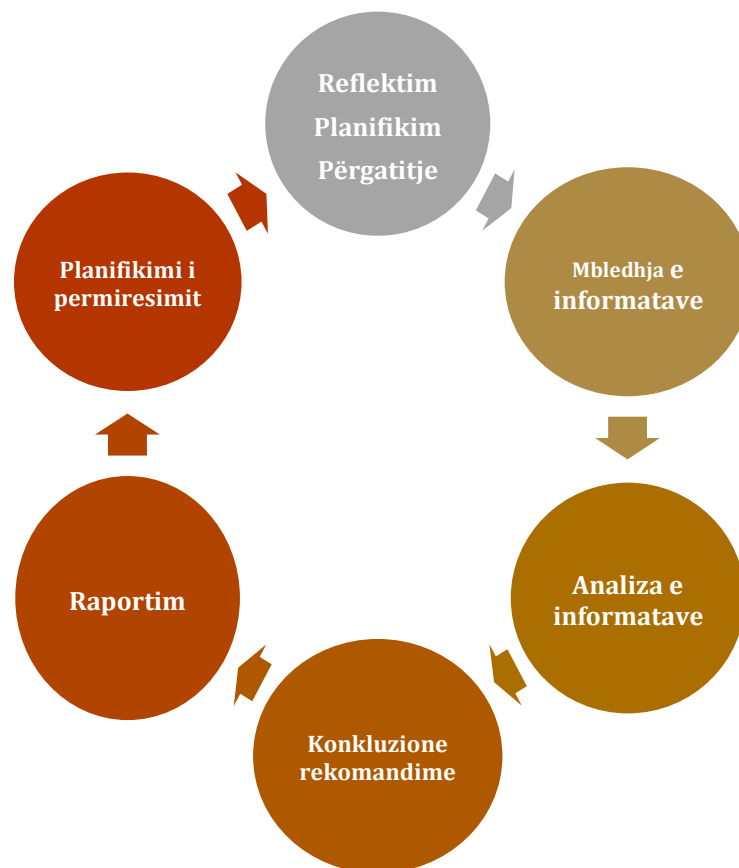 Reflektim
Planifikim
Përgatitje
Mbledhja e
informatave
Analiza e
informatave
Konkluzione
rekomandime
Raportim
Planifikimi i
permiresimit